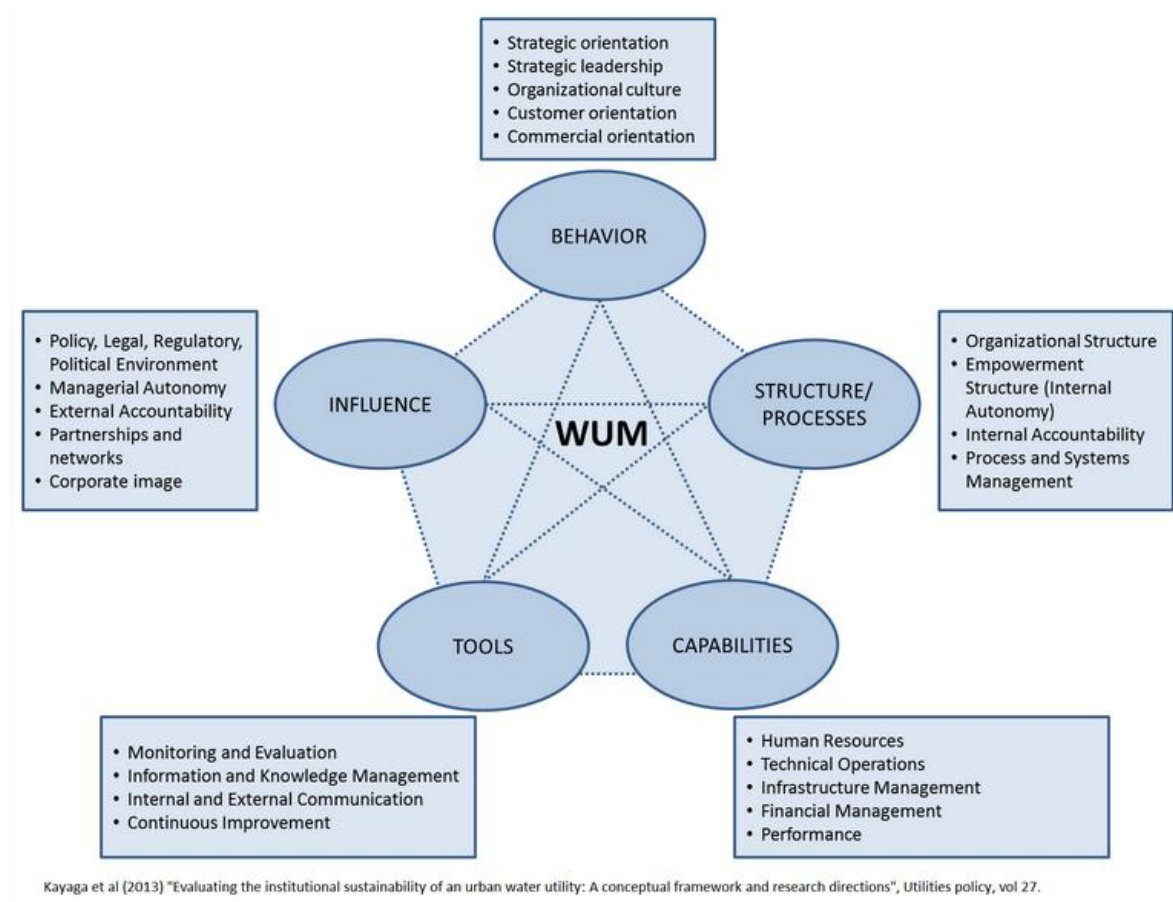 • Strategic orientation
• Strategic leadership
• Organizational culture
• Customer orientation
• Commercial orientation
BEHAVIOR
• Policy, Legal, Regulatory,
Political Environment
• Managerial Autonomy
• External Accountability
• Partnerships and
networks
• Corporate image
INFLUENCE
WUM
STRUCTURE/
PROCESSES
• Organizational Structure
• Empowerment
Structure (Internal
Autonomy)
• Internal Accountability
• Process and Systems
Management
TOOLS
CAPABILITIES
• Monitoring and Evaluation
• Information and Knowledge Management
• Internal and External Communication
• Continuous Improvement
• Human Resources
• Technical Operations
• Infrastructure Management
• Financial Management
• Performance
Kayaga et al (2013) "Evaluating the institutional sustainability of an urban water utility: A conceptual framework and research directions", Utilities policy, vol 27.